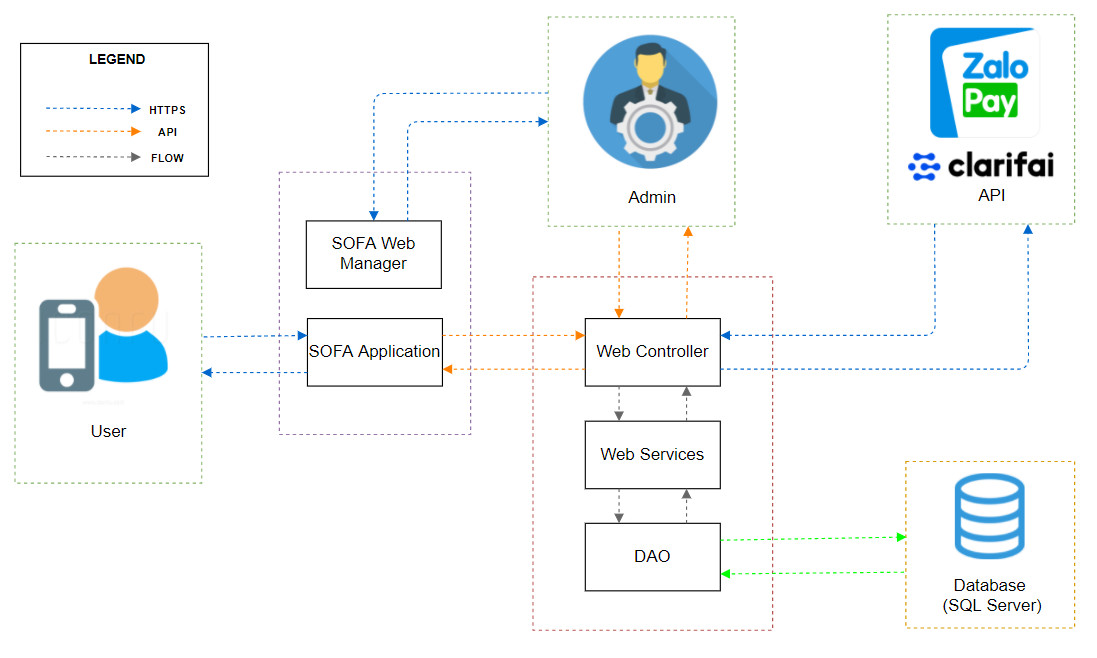 LEGEND
HTTPS
API
FLOW
Admin
Zalo
Pay
clarifai
API
SOFA Web
Manager
User
SOFA Application
Web Controller
Web Services
DAO
Database
(SQL Server)